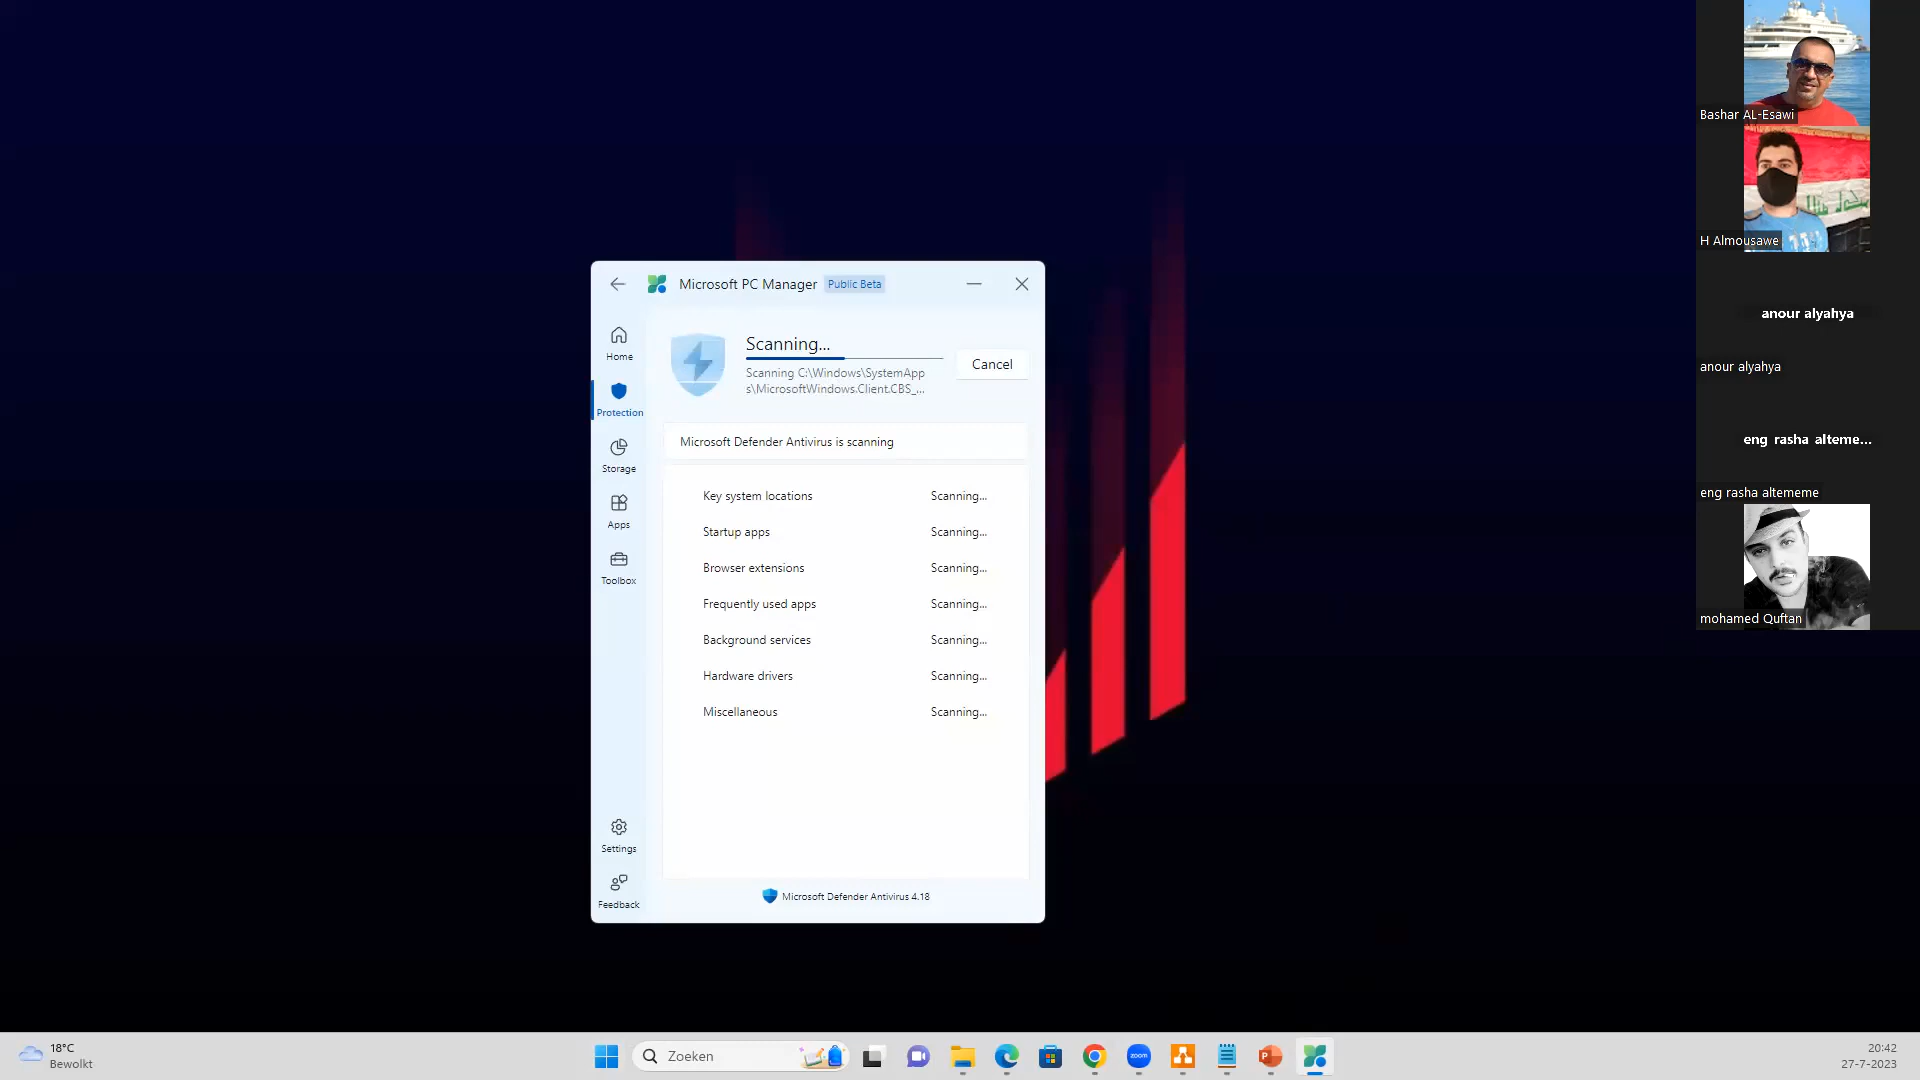 Microsoft PC Manager Public Beta
Home
Protection
Storage
Apps
Toolbox
Settings
Feedback
Scanning...
Scanning C:\Windows\SystemApp
s\MicrosoftWindows.Client.CBS_...
Cancel
Microsoft Defender Antivirus is scanning
Key system locations Scanning...
Startup apps Scanning...
Browser extensions Scanning...
Frequently used apps Scanning...
Background services Scanning...
Hardware drivers Scanning...
Miscellaneous Scanning...
Microsoft Defender Antivirus 4.18
Bashar AL-Esawi
H Almousawe
anour alyahya
anour alyahya
eng rasha alteme...
eng rasha altememe
mohamed Quftan
18°C
Bewolkt
Zoeken
zoom
20:42
27-7-2023